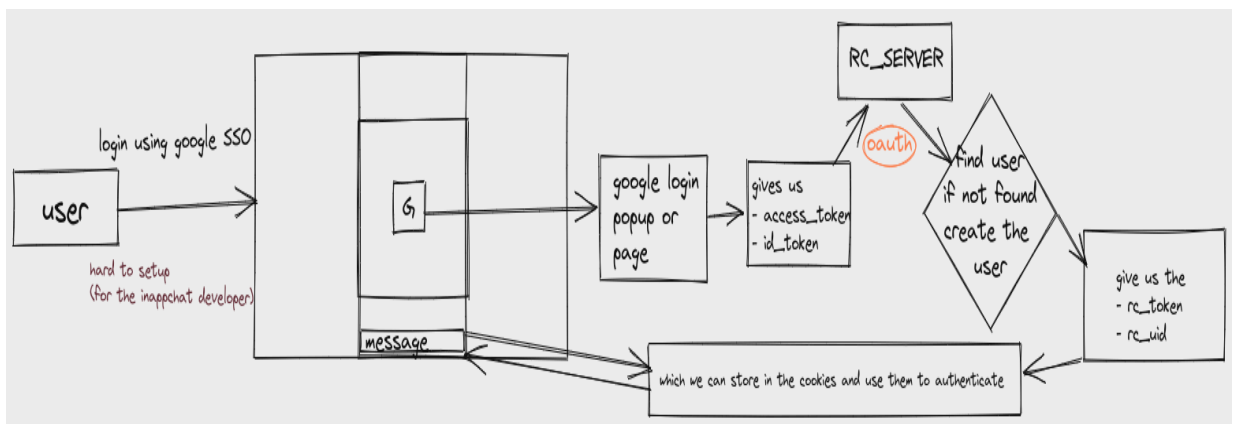 user
login using google SSO
hard to setup
(for the inappchat developer)
G
message
google login
popup or
page
gives us
- access_token
- id_token
RC_SERVER
oauth
find user
if not found
create the
user
give us the
- rc_token
- rc_uid
which we can store in the cookies and use them to authenticate